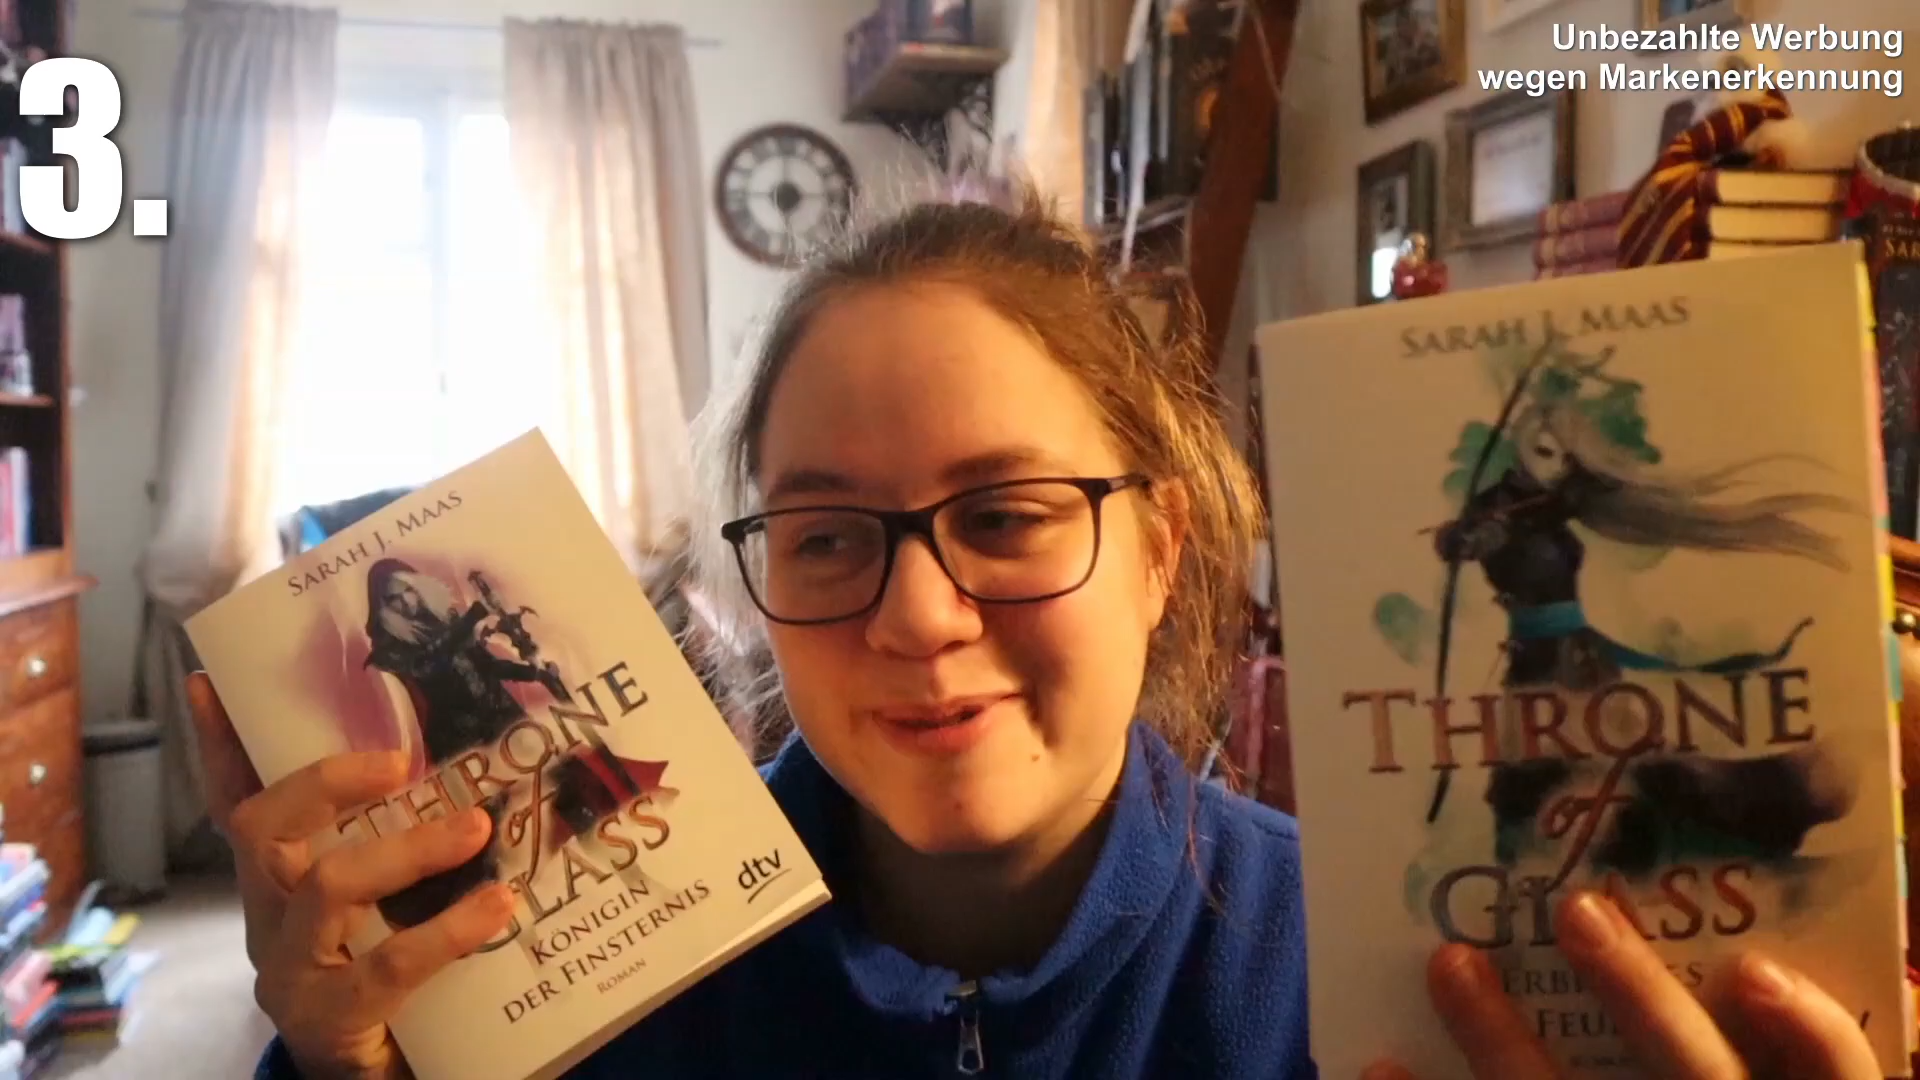 3.
Unbezahlte Werbung
wegen Markenerkennung
SARAH J. MAAS
THRONE
of
GLASS
KÖNIGIN
DER FINSTERNIS
ROMAN
dtv
SARAH J. MAAS
THRONE
of
GLASS